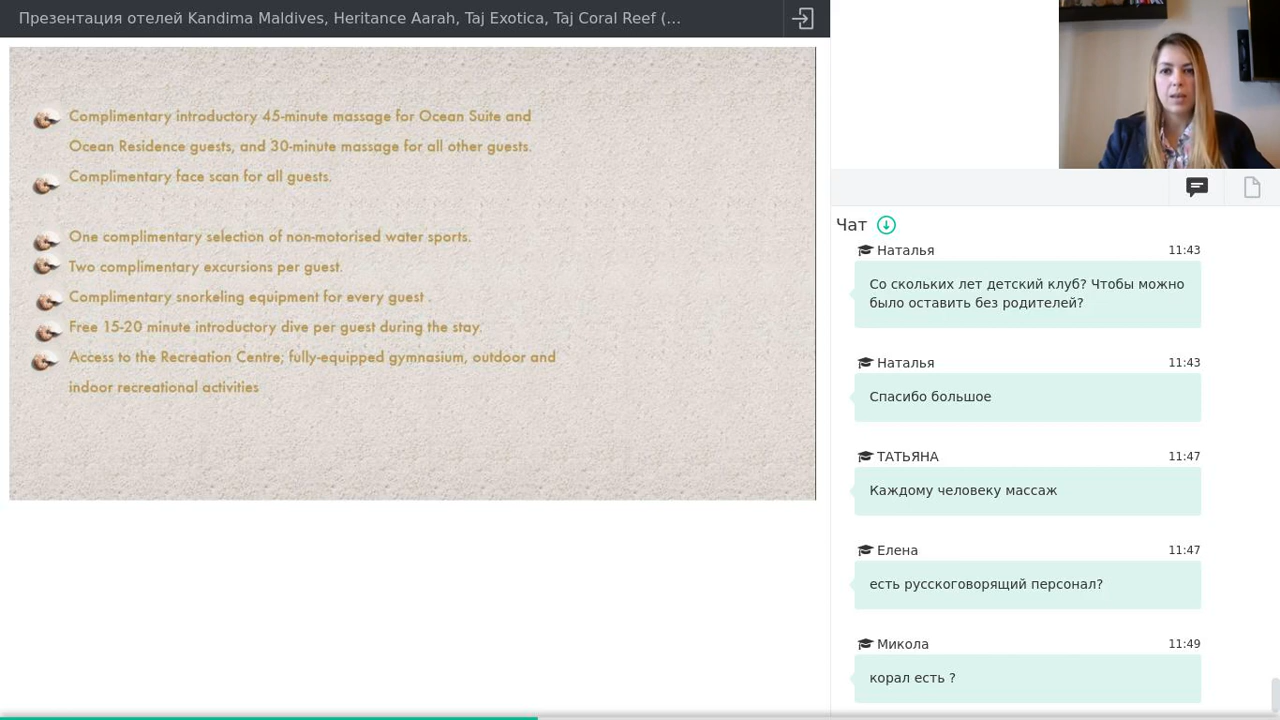 Презентация отелей Kandima Maldives, Heritance Aarah, Taj Exotica, Taj Coral Reef (...
Complimentary introductory 45-minute massage for Ocean Suite and
Ocean Residence guests, and 30-minute massage for all other guests.
Complimentary face scan for all guests.
One complimentary selection of non-motorised water sports.
Two complimentary excursions per guest.
Complimentary snorkeling equipment for every guest .
Free 15-20 minute introductory dive per guest during the stay.
Access to the Recreation Centre; fully-equipped gymnasium, outdoor and
indoor recreational activities
Чат
Наталья 11:43
Со скольких лет детский клуб? Чтобы можно
было оставить без родителей?
Наталья 11:43
Спасибо большое
ТАТЬЯНА 11:47
Каждому человеку массаж
Елена 11:47
есть русскоговорящий персонал?
Микола 11:49
корал есть ?